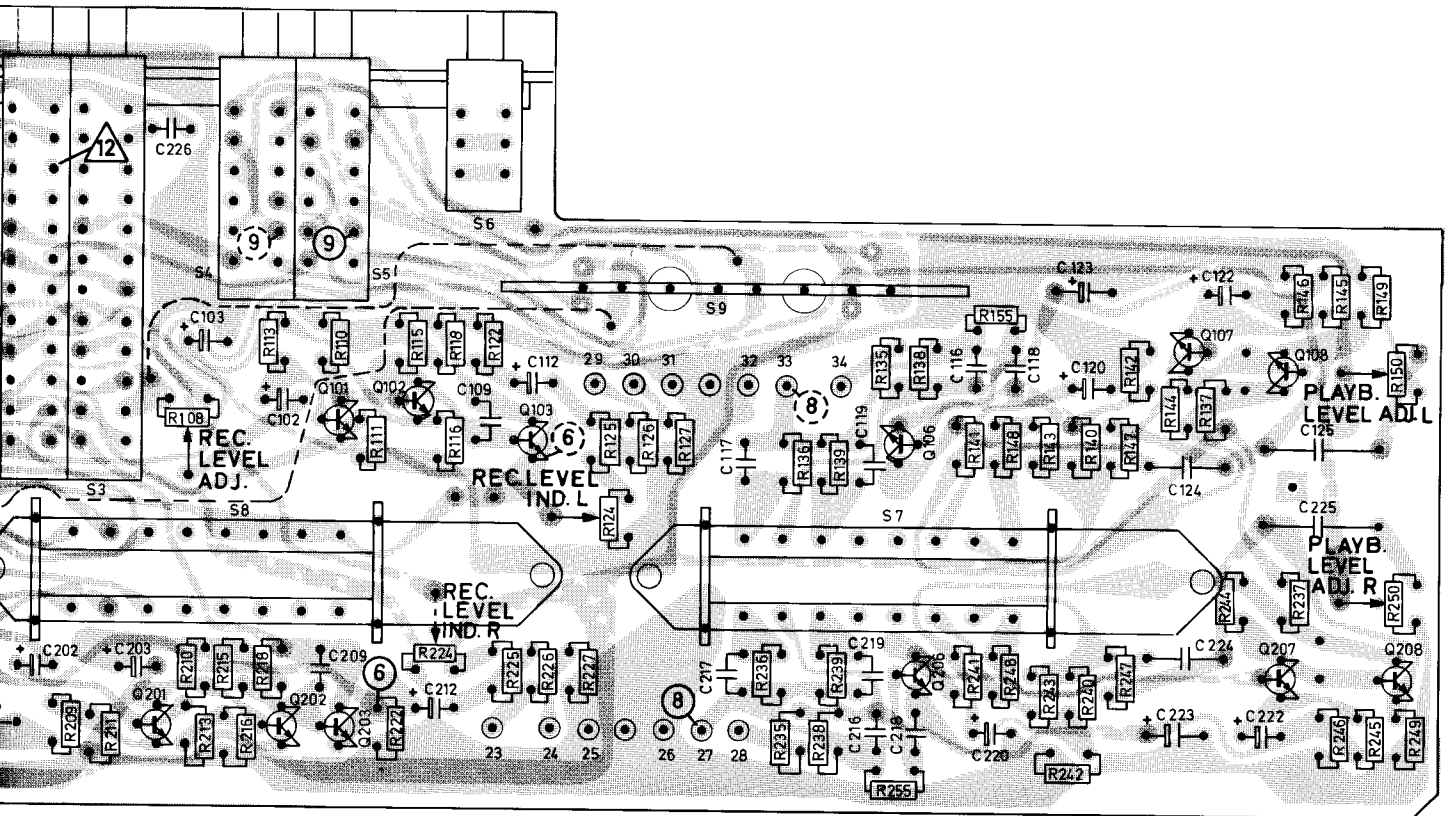 12
C226
S6
9
9
S4
S5
C123
C122
R146
R145
R149
S9
C103
R113
R110
R115
R118
R122
R155
Q107
Q108
C112
29
30
31
32
33
34
R135
R138
C116
C118
C120
R142
R150
Q101
Q102
C109
8
PLAYB.
LEVEL ADJ. L
R108
C102
R144
R137
REC.
LEVEL
ADJ.
R111
R116
Q103
6
R125
R126
R127
C117
R136
R139
C119
Q106
R141
R148
R143
R140
R147
C125
C124
REC.LEVEL
IND. L
S3
S8
R124
S7
C225
PLAYB.
LEVEL
ADJ. R
REC.
LEVEL
IND. R
R244
R237
R250
C202
C203
R210
R215
R218
C209
R224
R225
R226
R227
C217
R236
R239
C219
Q206
R241
R248
R243
R240
R247
C224
Q207
Q208
6
8
R209
R211
Q201
R213
R216
Q202
Q203
R222
C212
23
24
25
26
27
28
R235
R238
C216
C218
C220
C223
C222
R246
R245
R249
R242
R255